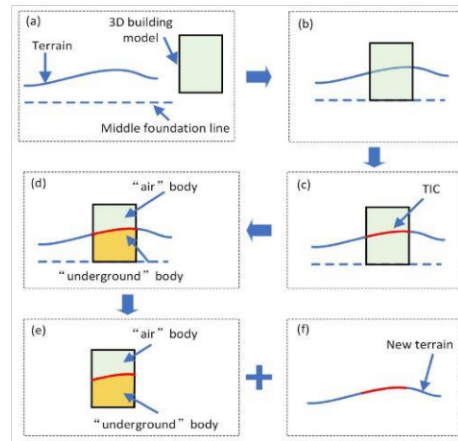 (a)
3D building
model
Terrain
Middle foundation line
(b)
(d)
"air" body
"underground" body
(c)
TIC
(e)
"air" body
"underground" body
(f)
New terrain